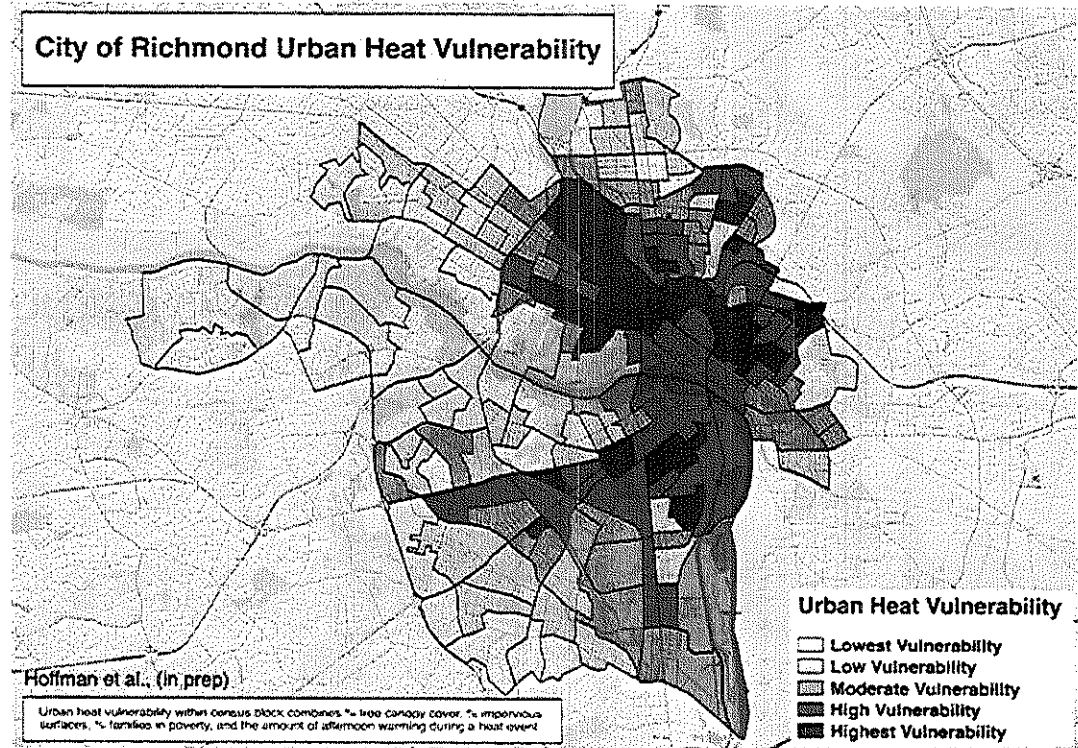 City of Richmond Urban Heat Vulnerability
Urban Heat Vulnerability
Lowest Vulnerability
Low Vulnerability
Moderate Vulnerability
High Vulnerability
Highest Vulnerability
Hoffman et al., (in prep)
Urban heat vulnerability within census block combines % tree canopy cover, % impervious
surfaces, % families in poverty, and the amount of afternoon warming during a heat event